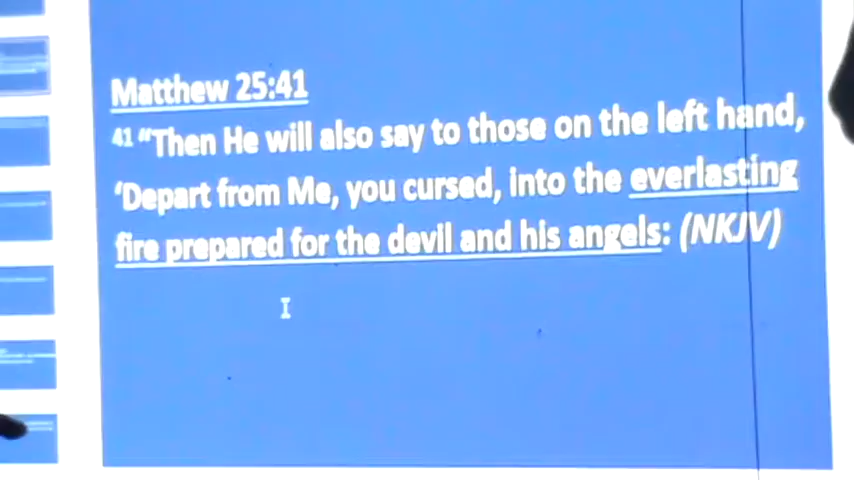 Matthew 25:41
41 “Then He will also say to those on the left hand,
‘Depart from Me, you cursed, into the everlasting
fire prepared for the devil and his angels: (NKJV)